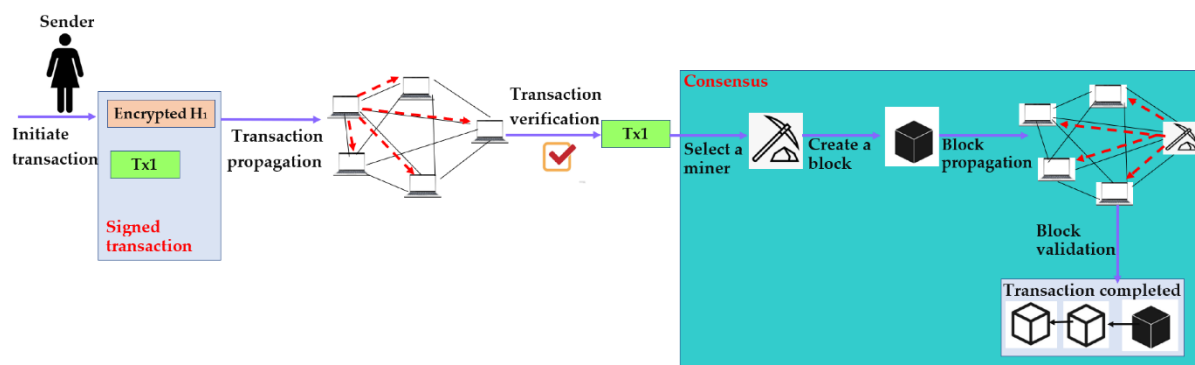 Sender
Initiate
transaction
Encrypted H₁
Tx1
Signed
transaction
Transaction
propagation
Transaction
verification
Tx1
Consensus
Select a
miner
Create a
block
Block
propagation
Block
validation
Transaction completed